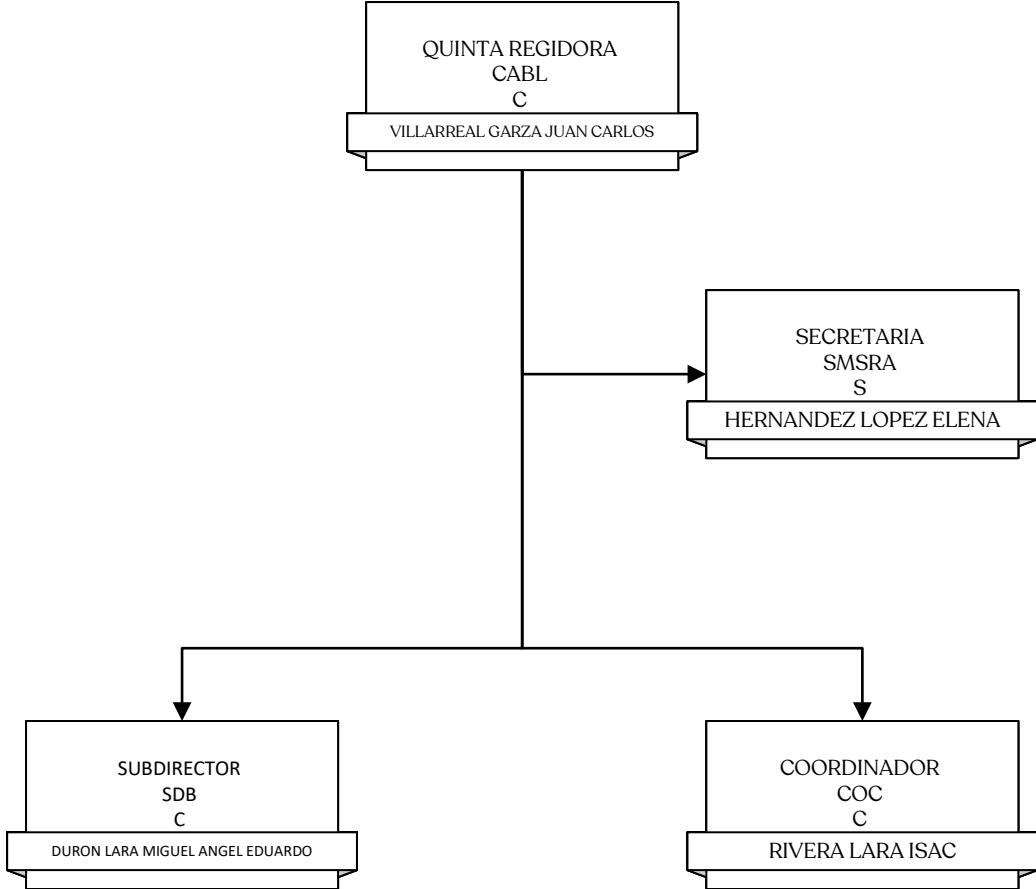 QUINTA REGIDORA
CABL
C
VILLARREAL GARZA JUAN CARLOS
SECRETARIA
SMSRA
S
HERNANDEZ LOPEZ ELENA
SUBDIRECTOR
SDB
C
DURON LARA MIGUEL ANGEL EDUARDO
COORDINADOR
COC
C
RIVERA LARA ISAC